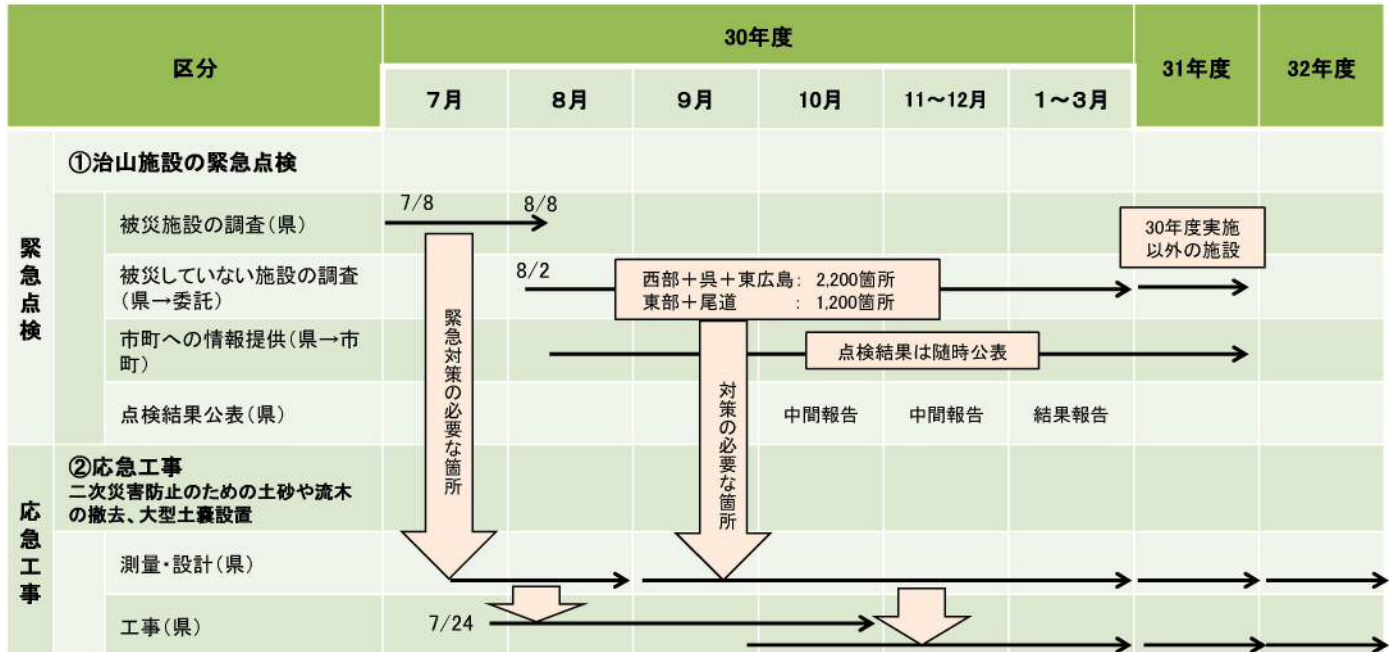 区分
30年度
31年度
32年度
7月
8月
9月
10月
11～12月
1～3月
緊急点検
①治山施設の緊急点検
被災施設の調査(県)
7/8
8/8
30年度実施
以外の施設
被災していない施設の調査
(県→委託)
8/2
西部＋呉＋東広島： 2,200箇所
東部＋尾道 ： 1,200箇所
市町への情報提供(県→市
町)
点検結果は随時公表
点検結果公表(県)
中間報告
中間報告
結果報告
緊急対策の必要な箇所
対策の必要な箇所
応急工事
②応急工事
二次災害防止のための土砂や流木
の撤去、大型土嚢設置
測量・設計(県)
工事(県)
7/24